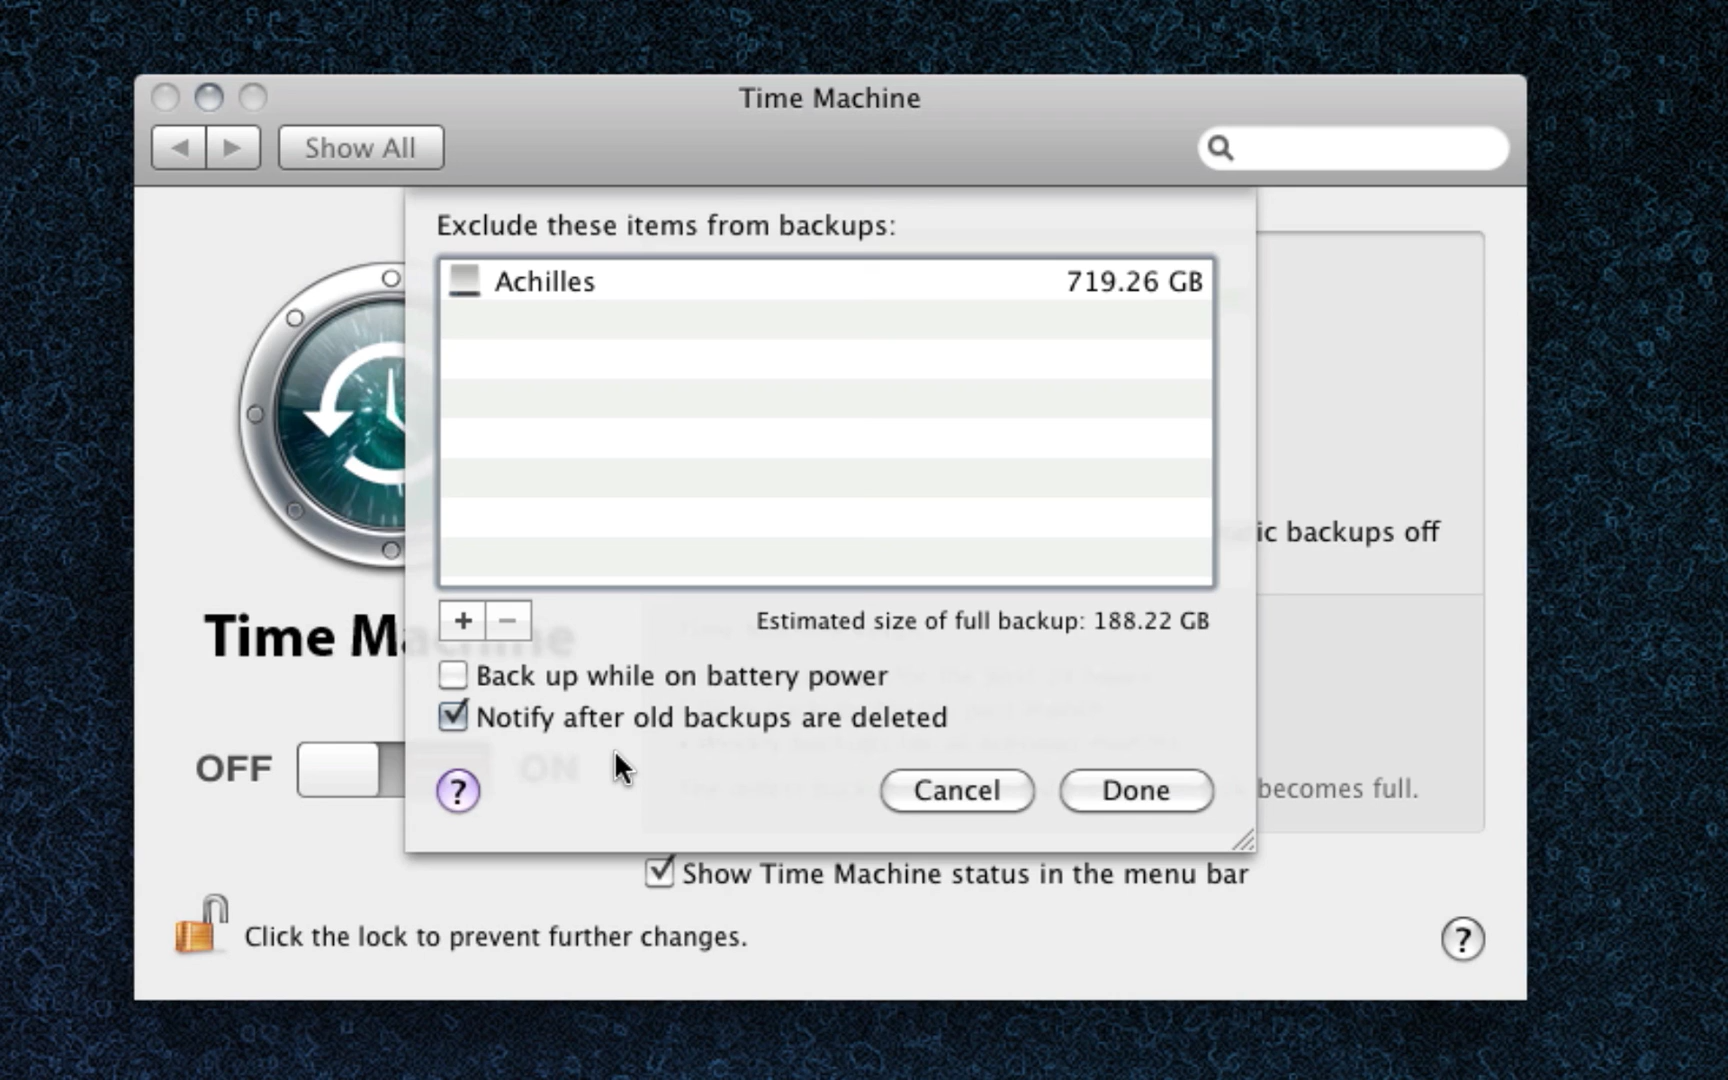 Time Machine
Show All
Exclude these items from backups:
Achilles 719.26 GB
ic backups off
+ − Estimated size of full backup: 188.22 GB
Time Machine
Back up while on battery power
Notify after old backups are deleted
OFF ON
? Cancel Done
becomes full.
Show Time Machine status in the menu bar
Click the lock to prevent further changes.
?